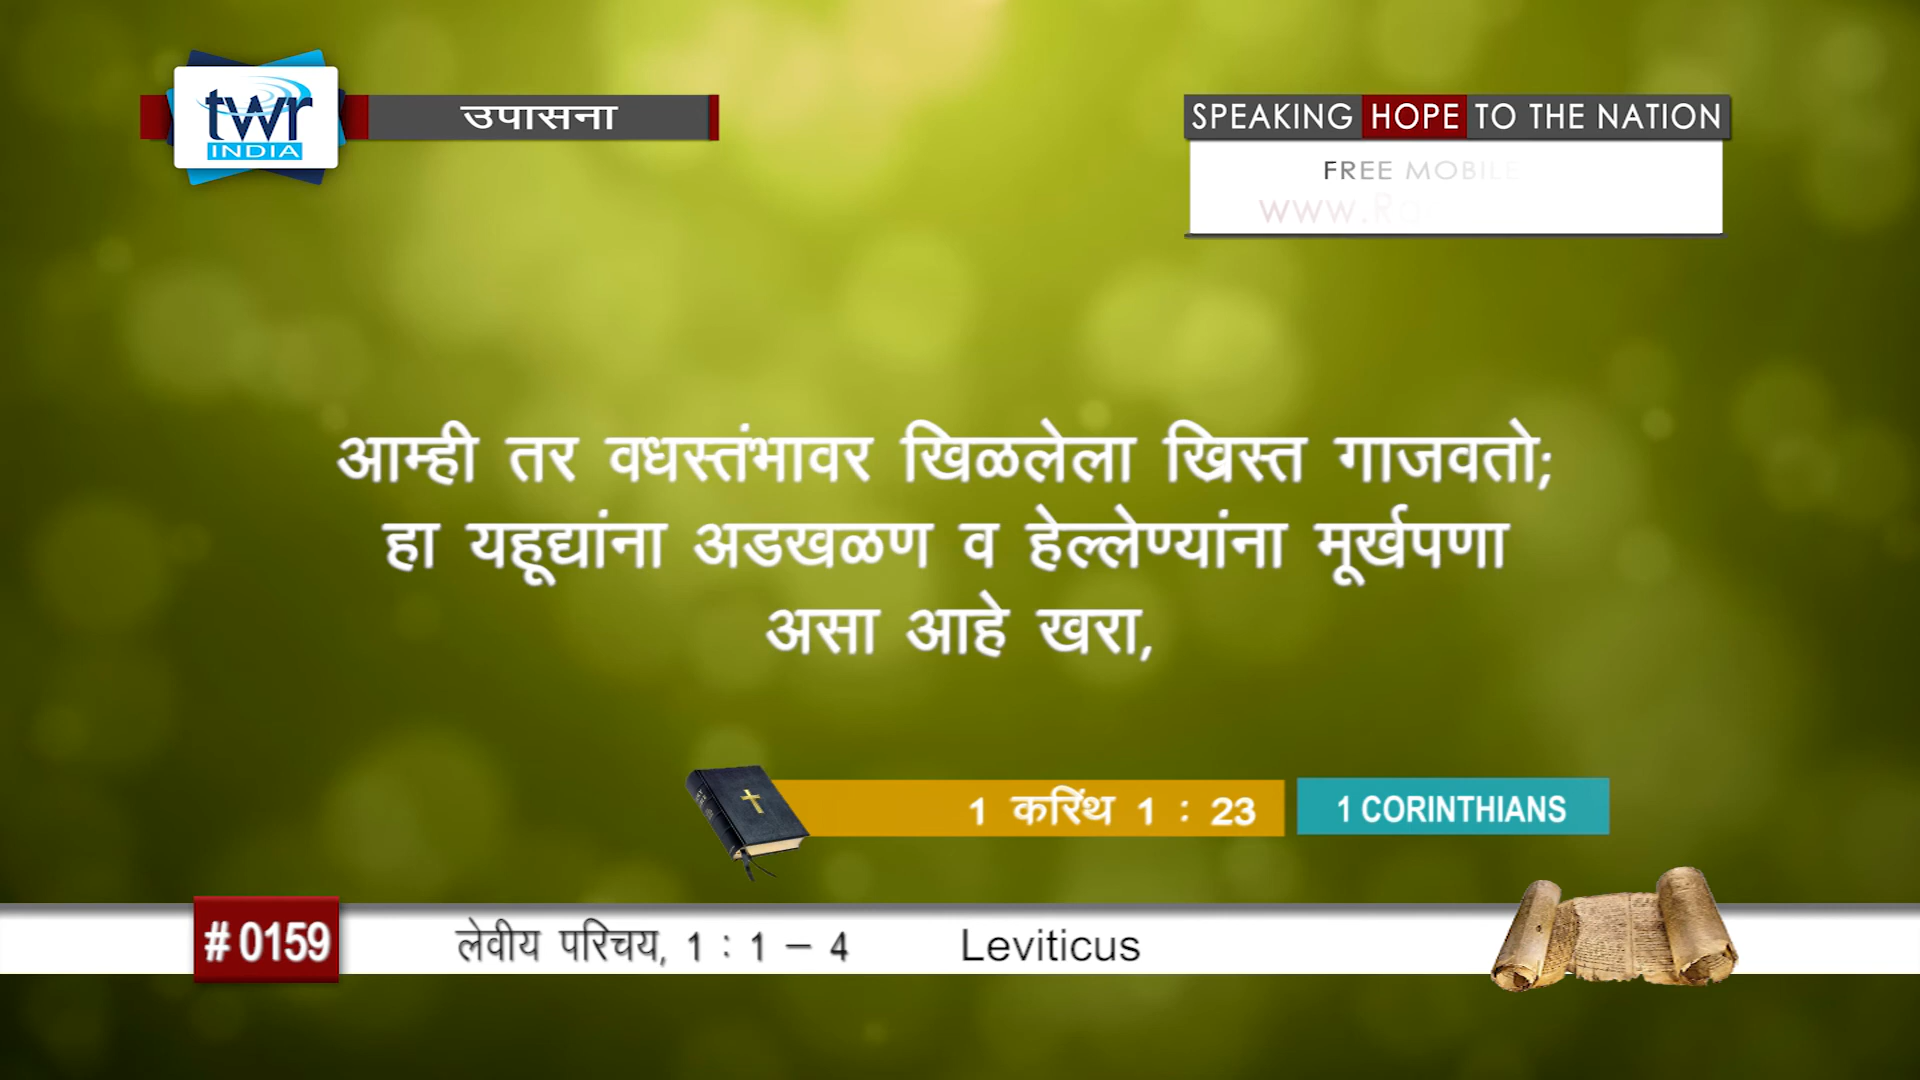 twr
INDIA
उपासना
SPEAKING HOPE TO THE NATION
FREE MOBILE
www.
आम्ही तर वधस्तंभावर खिळलेला ख्रिस्त गाजवतो;
हा यहूद्यांना अडखळण व हेल्लेण्यांना मूर्खपणा
असा आहे खरा,
1 करिंथ 1 : 23
1 CORINTHIANS
# 0159
लेवीय परिचय, 1 : 1 – 4
Leviticus